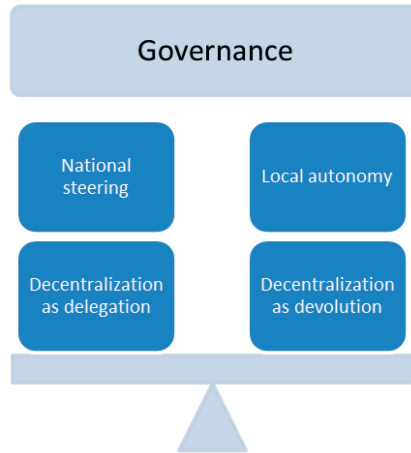 Governance
National
steering
Local autonomy
Decentralization
as delegation
Decentralization
as devolution